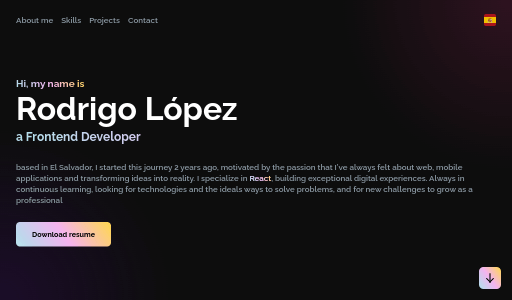 About me Skills Projects Contact
Hi, my name is
Rodrigo López
a Frontend Developer
based in El Salvador, I started this journey 2 years ago, motivated by the passion that I've always felt about web, mobile
applications and transforming ideas into reality. I specialize in React, building exceptional digital experiences. Always in
continuous learning, looking for technologies and the ideals ways to solve problems, and for new challenges to grow as a
professional
Download resume